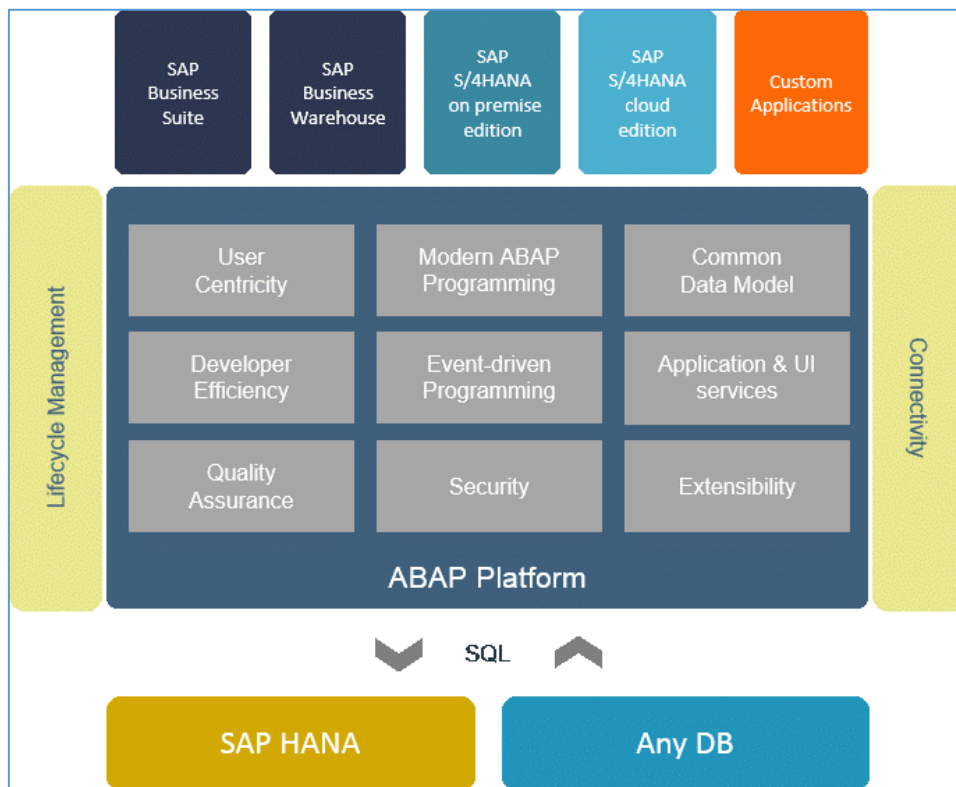 SAP
Business
Suite
SAP
Business
Warehouse
SAP
S/4HANA
on premise
edition
SAP
S/4HANA
cloud
edition
Custom
Applications
Lifecycle Management
User
Centricity
Modern ABAP
Programming
Common
Data Model
Developer
Efficiency
Event-driven
Programming
Application & UI
services
Quality
Assurance
Security
Extensibility
ABAP Platform
Connectivity
SQL
SAP HANA
Any DB